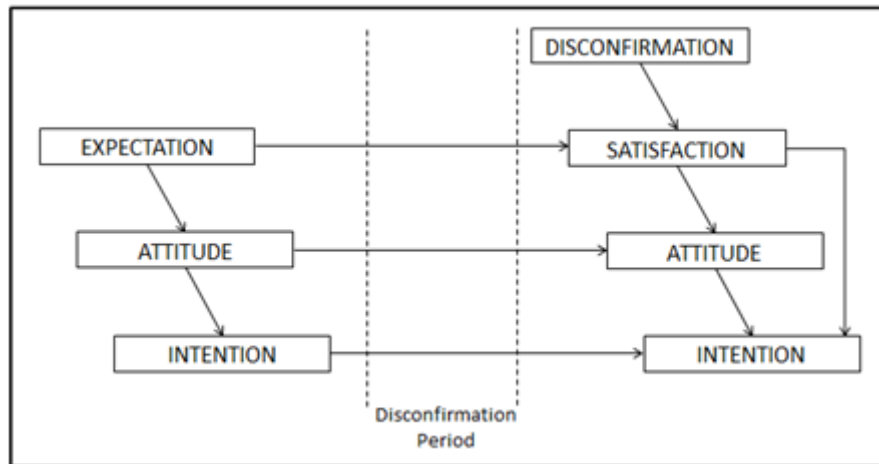 DISCONFIRMATION
EXPECTATION
SATISFACTION
ATTITUDE
ATTITUDE
INTENTION
INTENTION
Disconfirmation
Period